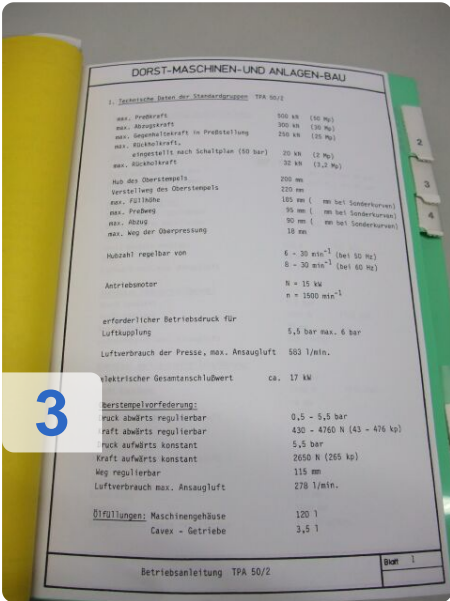 DORST-MASCHINEN-UND ANLAGEN-BAU
1. Technische Daten der Standardgruppen TPA 50/2
max. Preßkraft 500 kN (50 Mp)
max. Abzugskraft 300 kN (30 Mp)
max. Gegenhaltekraft in Preßstellung 250 kN (25 Mp)
max. Rückholkraft,
eingestellt nach Schaltplan (50 bar) 20 kN (2 Mp)
max. Rückholkraft 32 kN (3,2 Mp)
Hub des Oberstempels 200 mm
Verstellweg des Oberstempels 220 mm
max. Füllhöhe 185 mm ( mm bei Sonderkurven)
max. Preßweg 95 mm ( mm bei Sonderkurven)
max. Abzug 90 mm ( mm bei Sonderkurven)
max. Weg der Überpressung 18 mm
Hubzahl regelbar von 6 - 30 min-1 (bei 50 Hz)
8 - 30 min-1 (bei 60 Hz)
Antriebsmotor N = 15 kW
n = 1500 min-1
erforderlicher Betriebsdruck für
Luftkupplung 5,5 bar max. 6 bar
Luftverbrauch der Presse, max. Ansaugluft 583 l/min.
elektrischer Gesamtanschlußwert ca. 17 kW
Oberstempelvorfederung:
Druck abwärts regulierbar 0,5 - 5,5 bar
Kraft abwärts regulierbar 430 - 4760 N (43 - 476 kp)
Druck aufwärts konstant 5,5 bar
Kraft aufwärts konstant 2650 N (265 kp)
Weg regulierbar 115 mm
Luftverbrauch max. Ansaugluft 278 l/min.
Ölfüllungen: Maschinengehäuse 120 l
Cavex - Getriebe 3,5 l
Betriebsanleitung TPA 50/2
Blatt 1
2
3
4
3